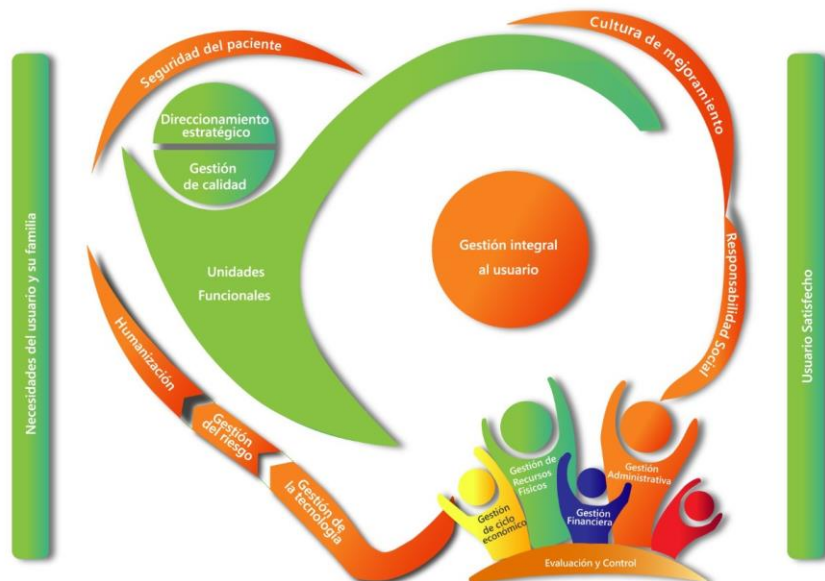 Necesidades del usuario y su familia
Seguridad del paciente
Direccionamiento
estratégico
Gestión
de calidad
Unidades
Funcionales
Humanización
Gestión
del riesgo
Gestión de
la tecnología
Gestión integral
al usuario
Cultura de mejoramiento
Responsabilidad Social
Gestión
de ciclo
económico
Gestión de
Recursos
Físicos
Gestión
Financiera
Gestión
Administrativa
Evaluación y Control
Usuario Satisfecho